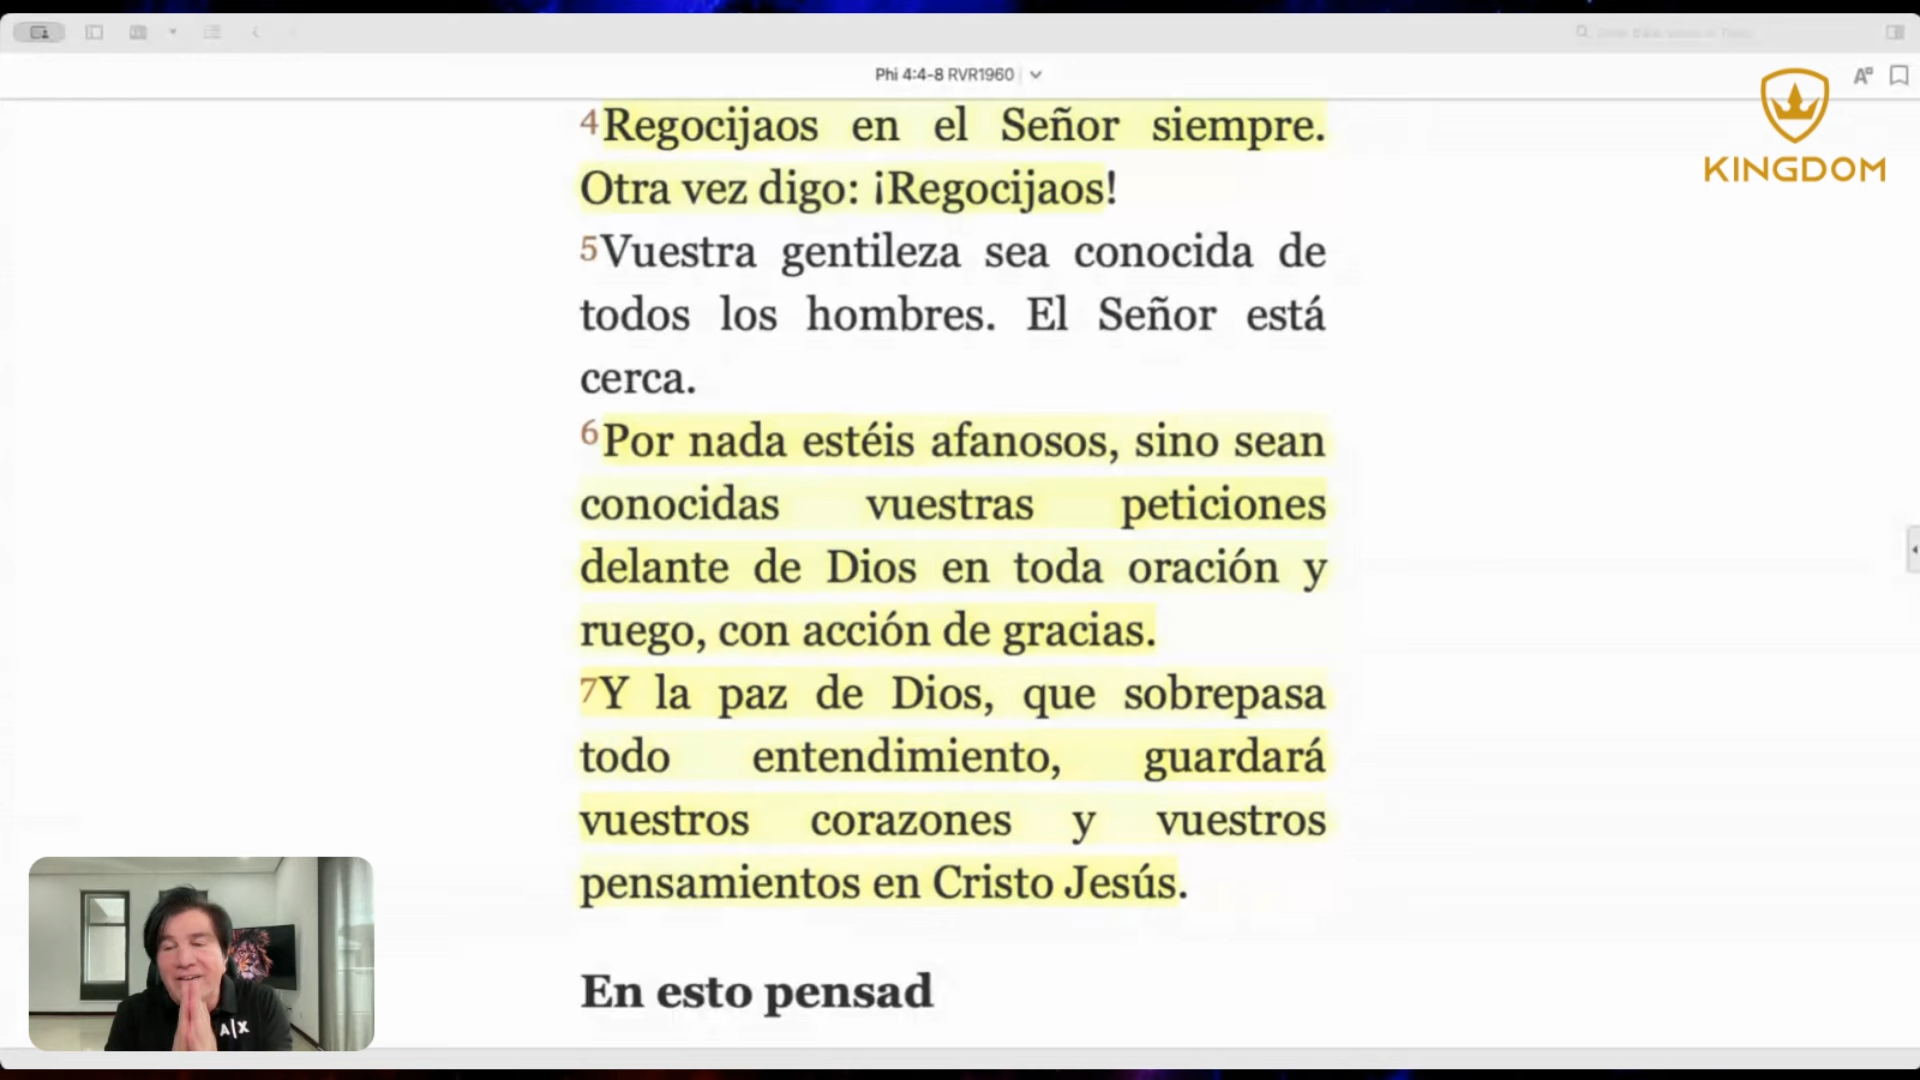 Phi 4:4-8 RVR1960
KINGDOM
4Regocijaos en el Señor siempre.
Otra vez digo: ¡Regocijaos!
5Vuestra gentileza sea conocida de
todos los hombres. El Señor está
cerca.
6Por nada estéis afanosos, sino sean
conocidas vuestras peticiones
delante de Dios en toda oración y
ruego, con acción de gracias.
7Y la paz de Dios, que sobrepasa
todo entendimiento, guardará
vuestros corazones y vuestros
pensamientos en Cristo Jesús.
En esto pensad
A|X